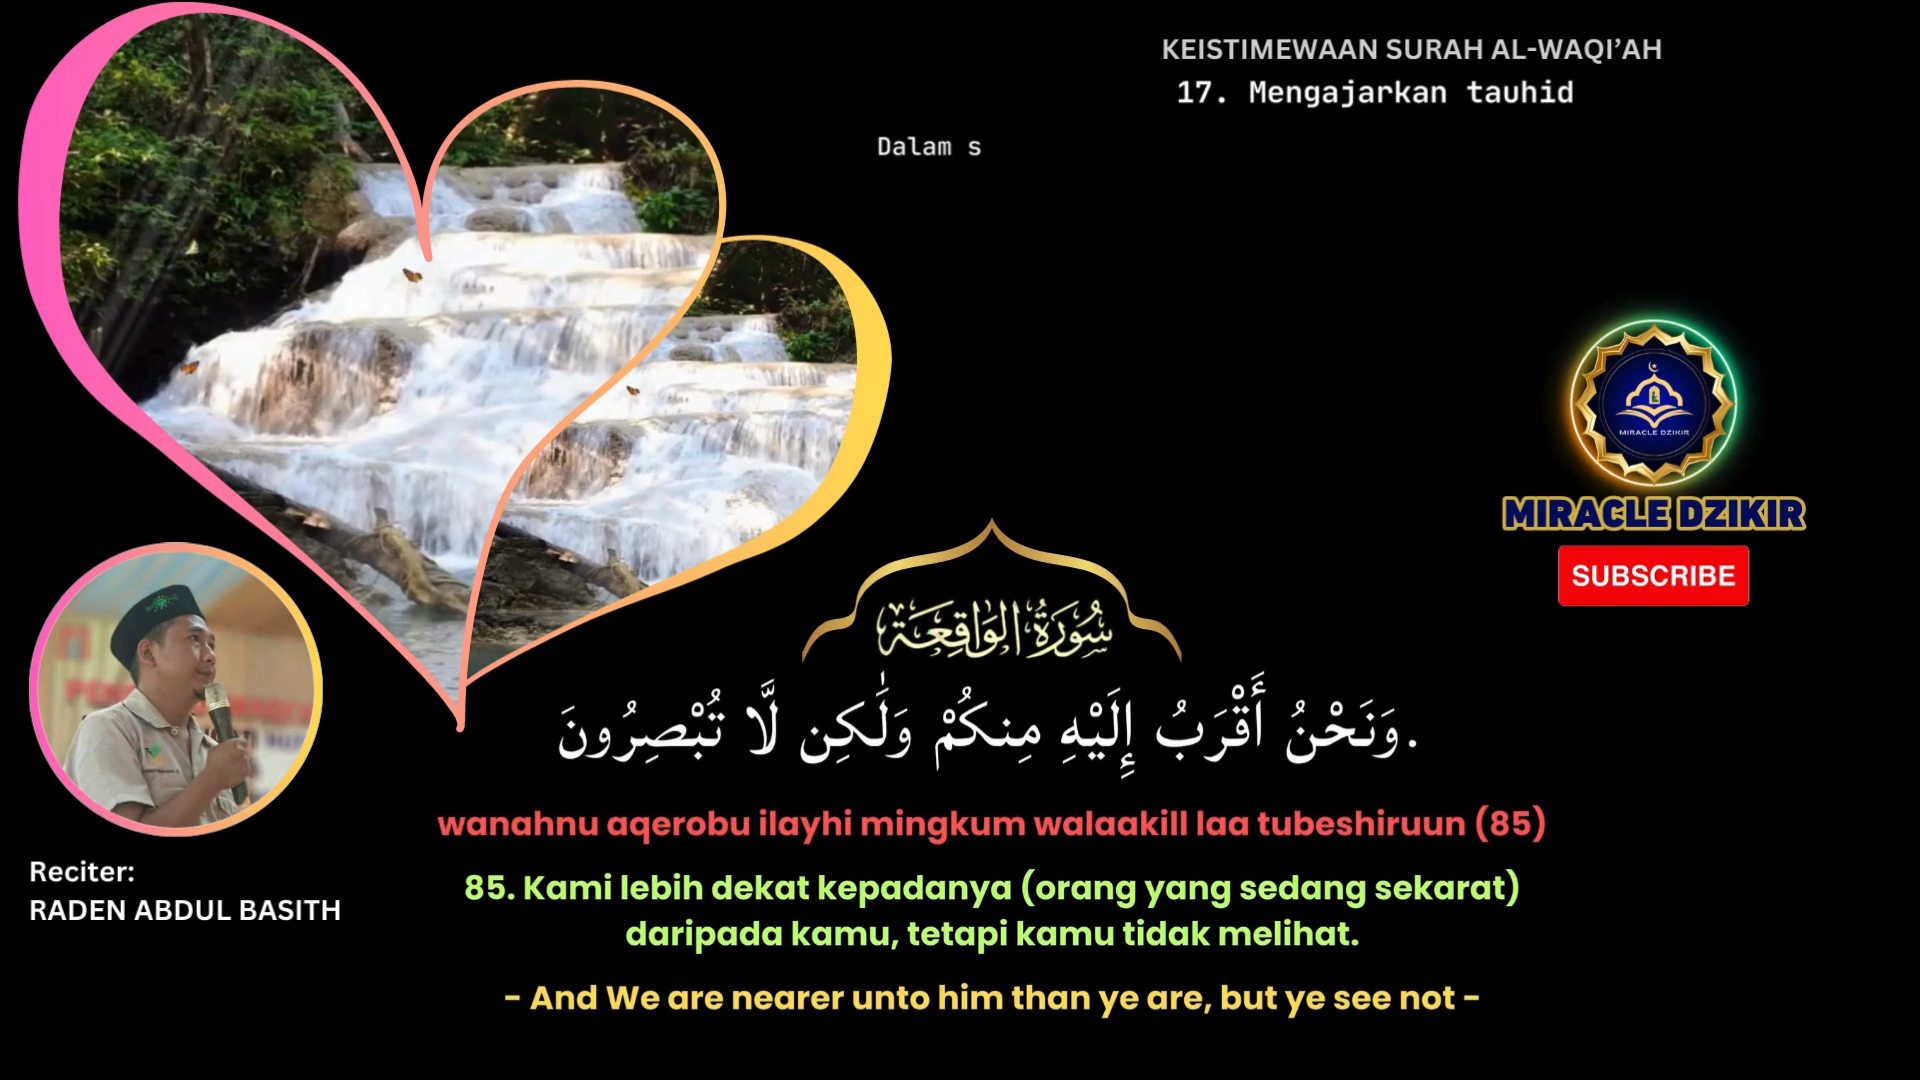 KEISTIMEWAAN SURAH AL-WAQI’AH
17. Mengajarkan tauhid
Dalam s
MIRACLE DZIKIR
MIRACLE DZIKIR
SUBSCRIBE
سُورَةُ الوَاقِعَة
وَنَحْنُ أَقْرَبُ إِلَيْهِ مِنكُمْ وَلَٰكِن لَّا تُبْصِرُونَ.
wanahnu aqerobu ilayhi mingkum walaakill laa tubeshiruun (85)
85. Kami lebih dekat kepadanya (orang yang sedang sekarat)
daripada kamu, tetapi kamu tidak melihat.
- And We are nearer unto him than ye are, but ye see not -
Reciter:
RADEN ABDUL BASITH